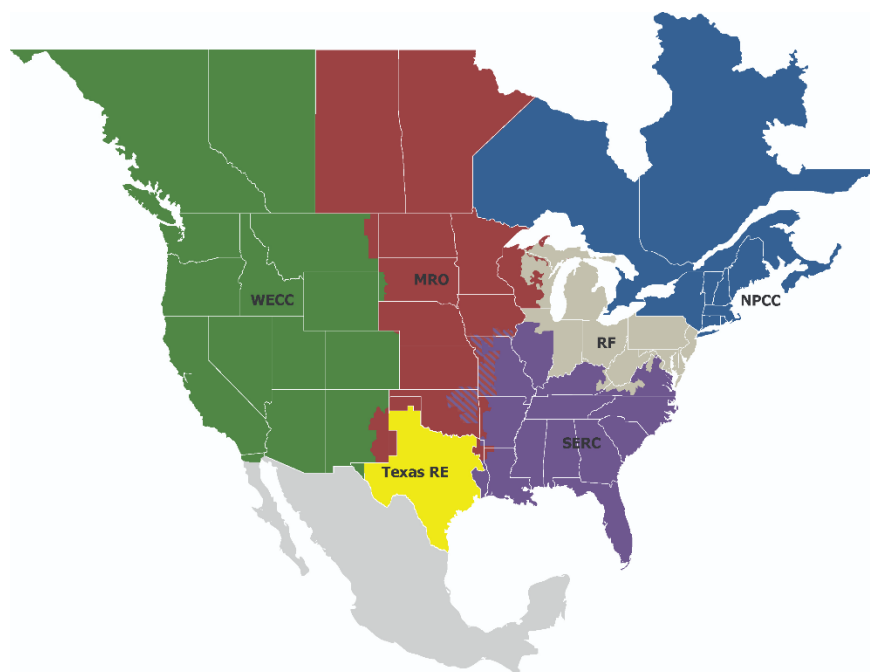 MRO
WECC
NPCC
RF
SERC
Texas RE